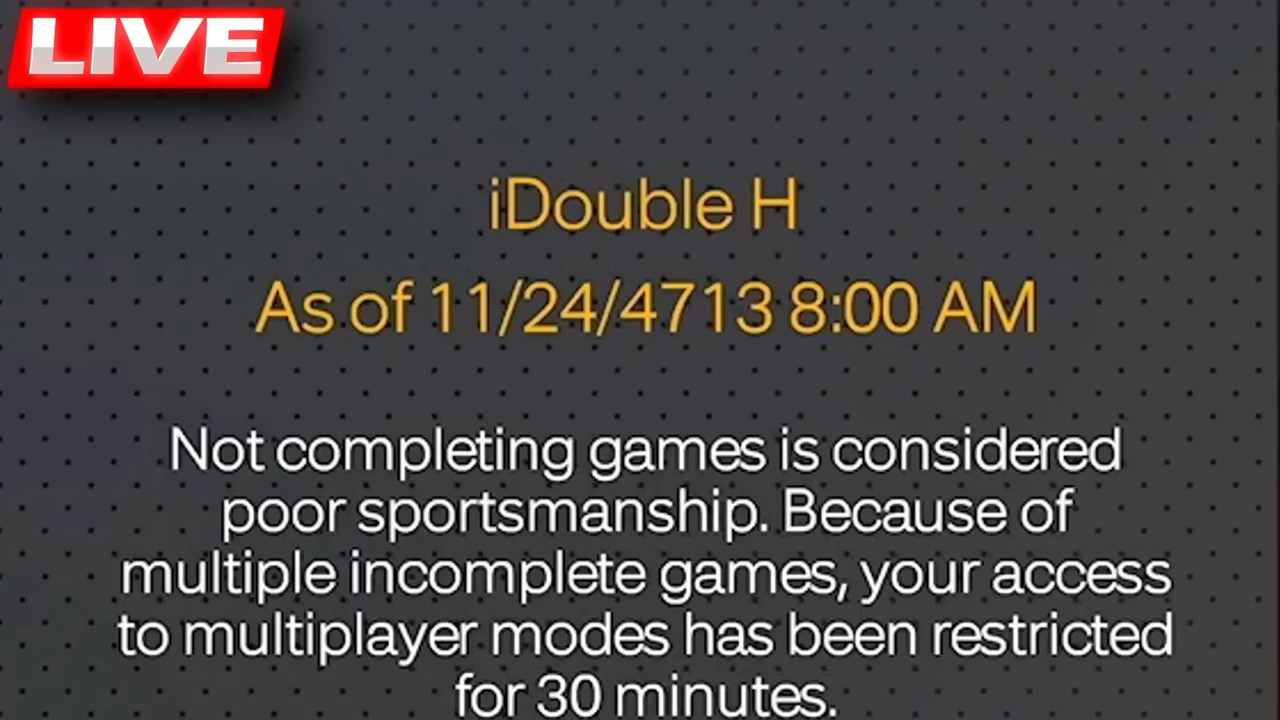 LIVE
iDouble H
As of 11/24/4713 8:00 AM
Not completing games is considered
poor sportsmanship. Because of
multiple incomplete games, your access
to multiplayer modes has been restricted
for 30 minutes.